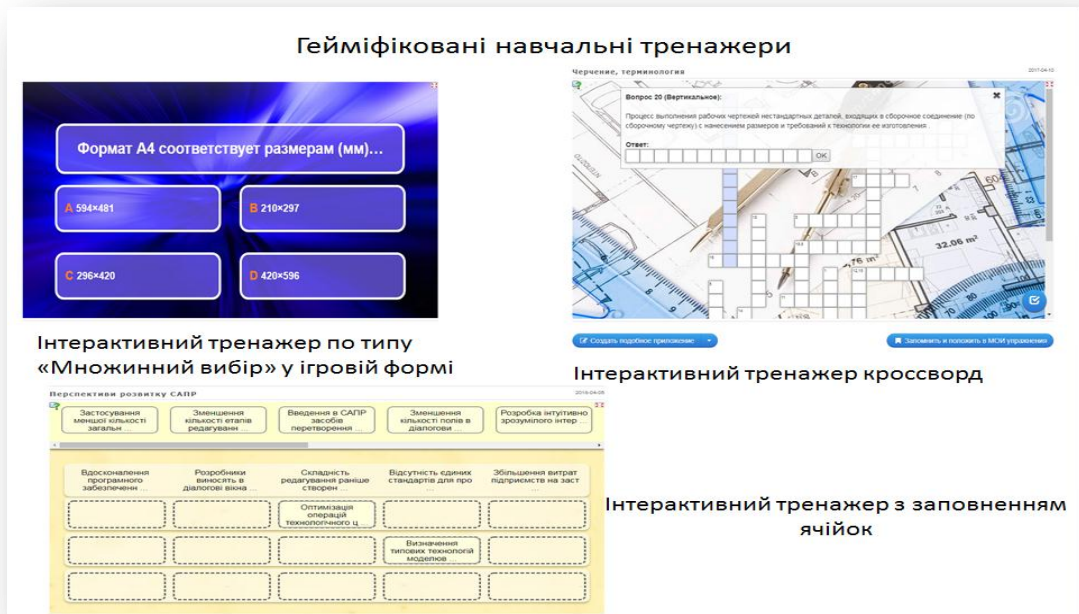 Гейміфіковані навчальні тренажери
Формат А4 соответствует размерам (мм)…
A 594×481
B 210×297
C 296×420
D 420×596
Інтерактивний тренажер по типу
«Множинний вибір» у ігровій формі
Черчение, терминология
2017-04-10
Вопрос 20 (Вертикальное):
Процесс выполнения рабочих чертежей нестандартных деталей, входящих в сборочное соединение (по
сборочному чертежу) с нанесением размеров и требований к технологии ее изготовления
Ответ:
OK
32.06 m²
Создать подобное приложение
Запомнить и положить в МОИ упражнения
Інтерактивний тренажер кроссворд
Перспективи розвитку САПР
Застосування
меншої кількості
загальн ...
Зменшення
кількості етапів
редагуванн ...
Введення в САПР
засобів
перетворення ...
Зменшення
кількості полів в
діалогови ...
Розробка інтуїтивно
зрозумілого інтер ...
Вдосконалення
програмного
забезпеченн ...
Розробники
виносять в
діалогові вікна ...
Складність
редагування раніше
створен ...
Відсутність єдиних
стандартів для про
...
Збільшення витрат
підприємств на заст
...
Оптимізація
операцій
технологічного ц ...
Визначення
типових технологій
моделюв ...
Інтерактивний тренажер з заповненням
ячійок